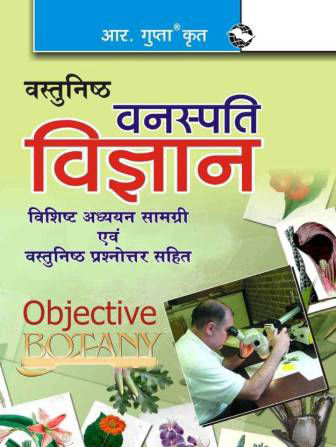 आर. गुप्ता® कृत
वस्तुनिष्ठ
वनस्पति
विज्ञान
विशिष्ट अध्ययन सामग्री
एवं
वस्तुनिष्ठ प्रश्नोत्तर सहित
Objective
BOTANY